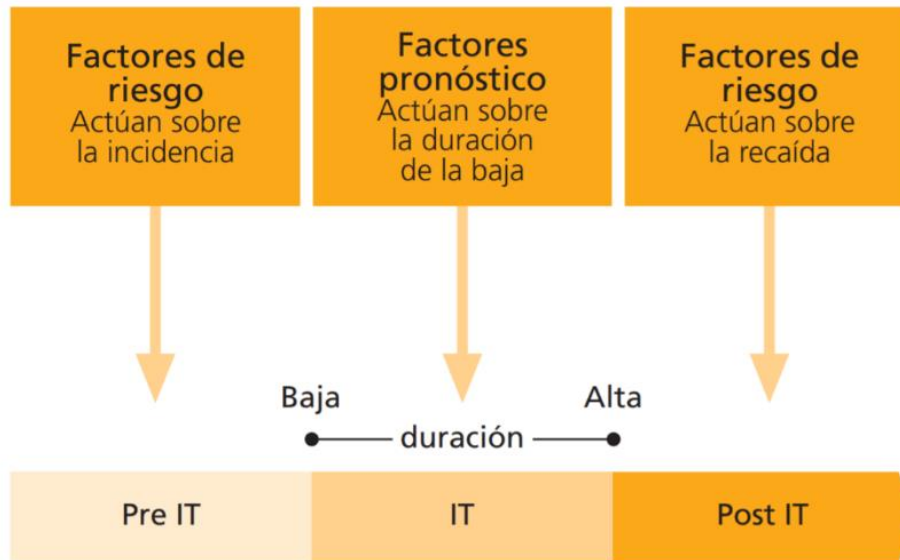 Factores de
riesgo
Actúan sobre
la incidencia
Factores
pronóstico
Actúan sobre
la duración
de la baja
Factores de
riesgo
Actúan sobre
la recaída
Baja
Alta
duración
Pre IT
IT
Post IT